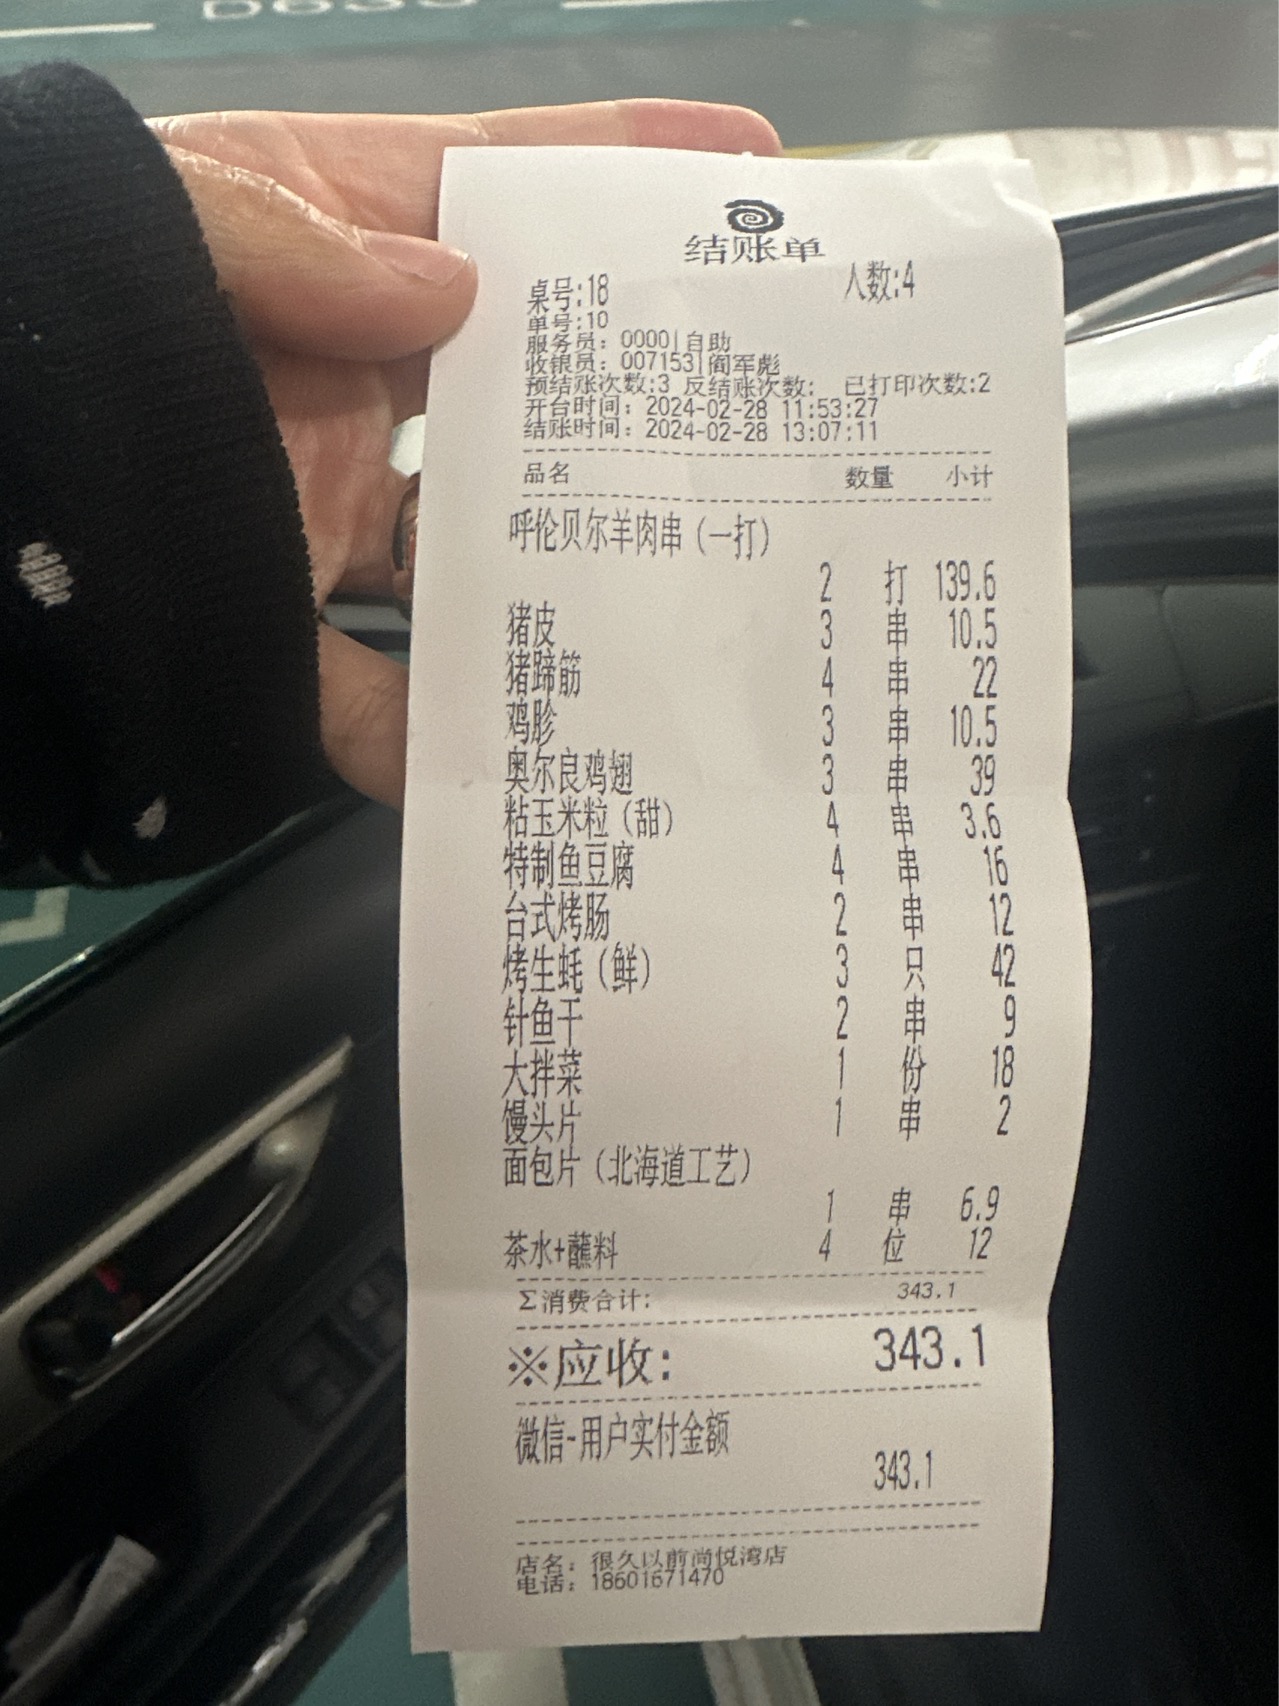 结账单
桌号:18 人数:4
单号:10
服务员: 0000|自助
收银员: 007153|阎军彪
预结账次数:3 反结账次数: 已打印次数:2
开台时间: 2024-02-28 11:53:27
结账时间: 2024-02-28 13:07:11
品名 数量 小计
呼伦贝尔羊肉串(一打)
2 打 139.6
猪皮 3 串 10.5
猪蹄筋 4 串 22
鸡胗 3 串 10.5
奥尔良鸡翅 3 串 39
粘玉米粒(甜) 4 串 3.6
特制鱼豆腐 4 串 16
台式烤肠 2 串 12
烤生蚝(鲜) 3 只 42
针鱼干 2 串 9
大拌菜 1 份 18
馒头片 1 串 2
面包片(北海道工艺)
1 串 6.9
茶水+蘸料 4 位 12
Σ消费合计: 343.1
※应收: 343.1
微信-用户实付金额
343.1
店名: 很久以前尚悦湾店
电话: 18601671470